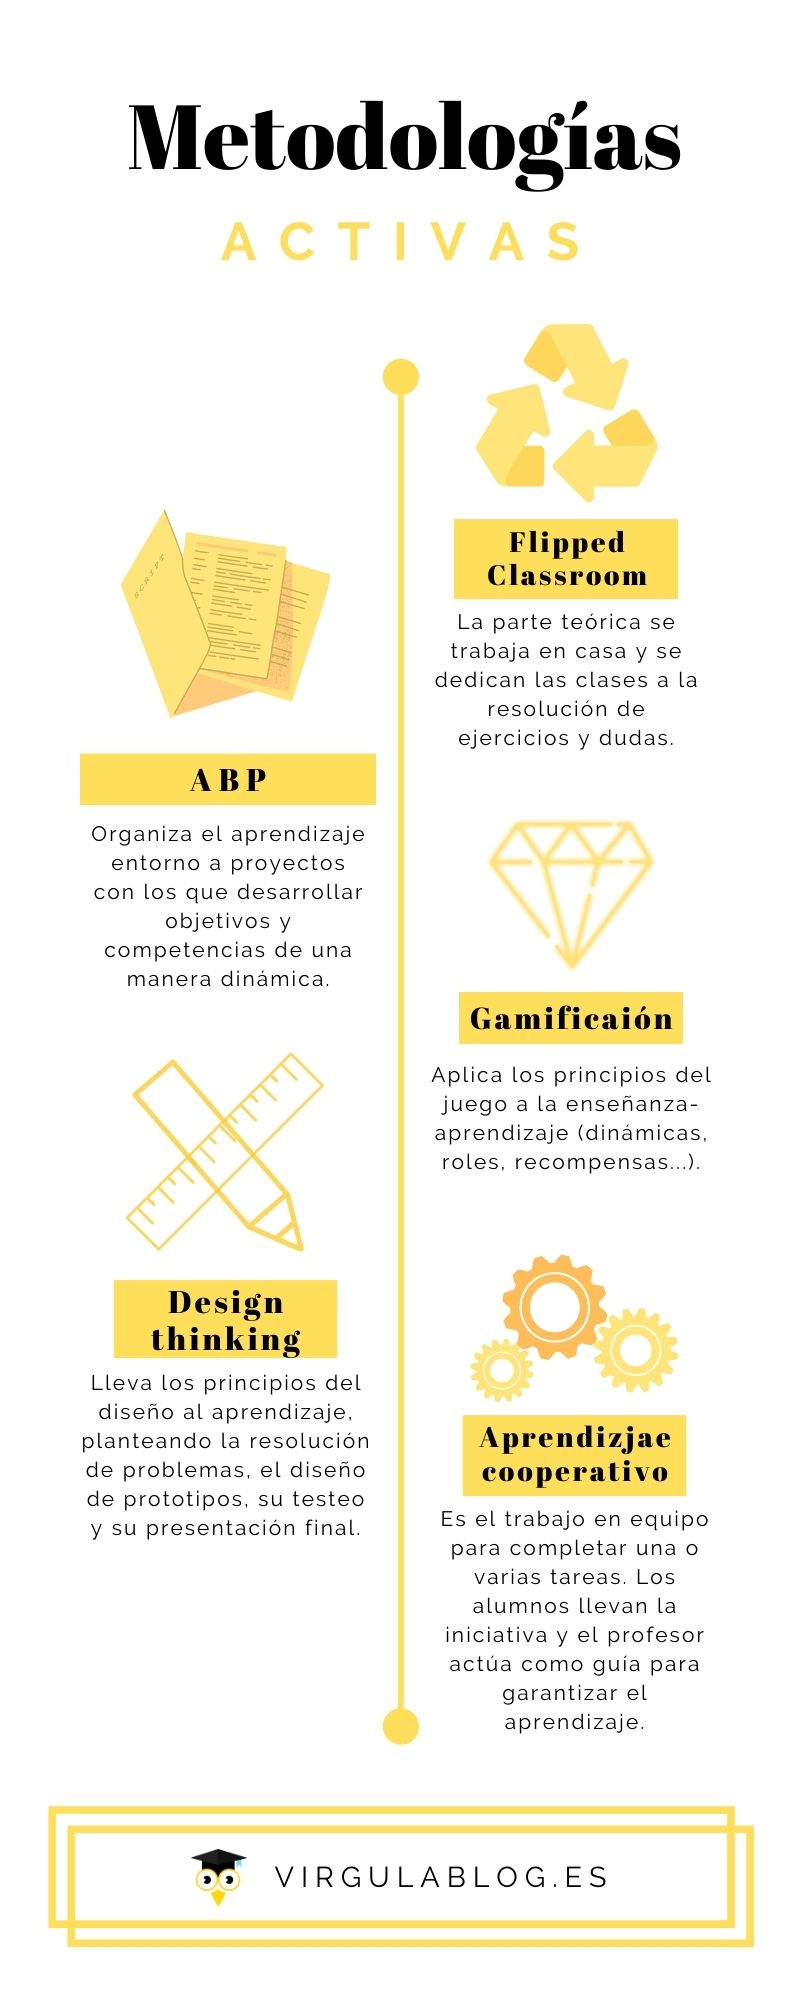 Metodologías
ACTIVAS
Flipped
Classroom
La parte teórica se
trabaja en casa y se
dedican las clases a la
resolución de
ejercicios y dudas.
SCRIPT
ABP
Organiza el aprendizaje
entorno a proyectos
con los que desarrollar
objetivos y
competencias de una
manera dinámica.
Gamificaión
Aplica los principios del
juego a la enseñanza-
aprendizaje (dinámicas,
roles, recompensas...).
Design
thinking
Lleva los principios del
diseño al aprendizaje,
planteando la resolución
de problemas, el diseño
de prototipos, su testeo
y su presentación final.
Aprendizjae
cooperativo
Es el trabajo en equipo
para completar una o
varias tareas. Los
alumnos llevan la
iniciativa y el profesor
actúa como guía para
garantizar el
aprendizaje.
VIRGULABLOG.ES